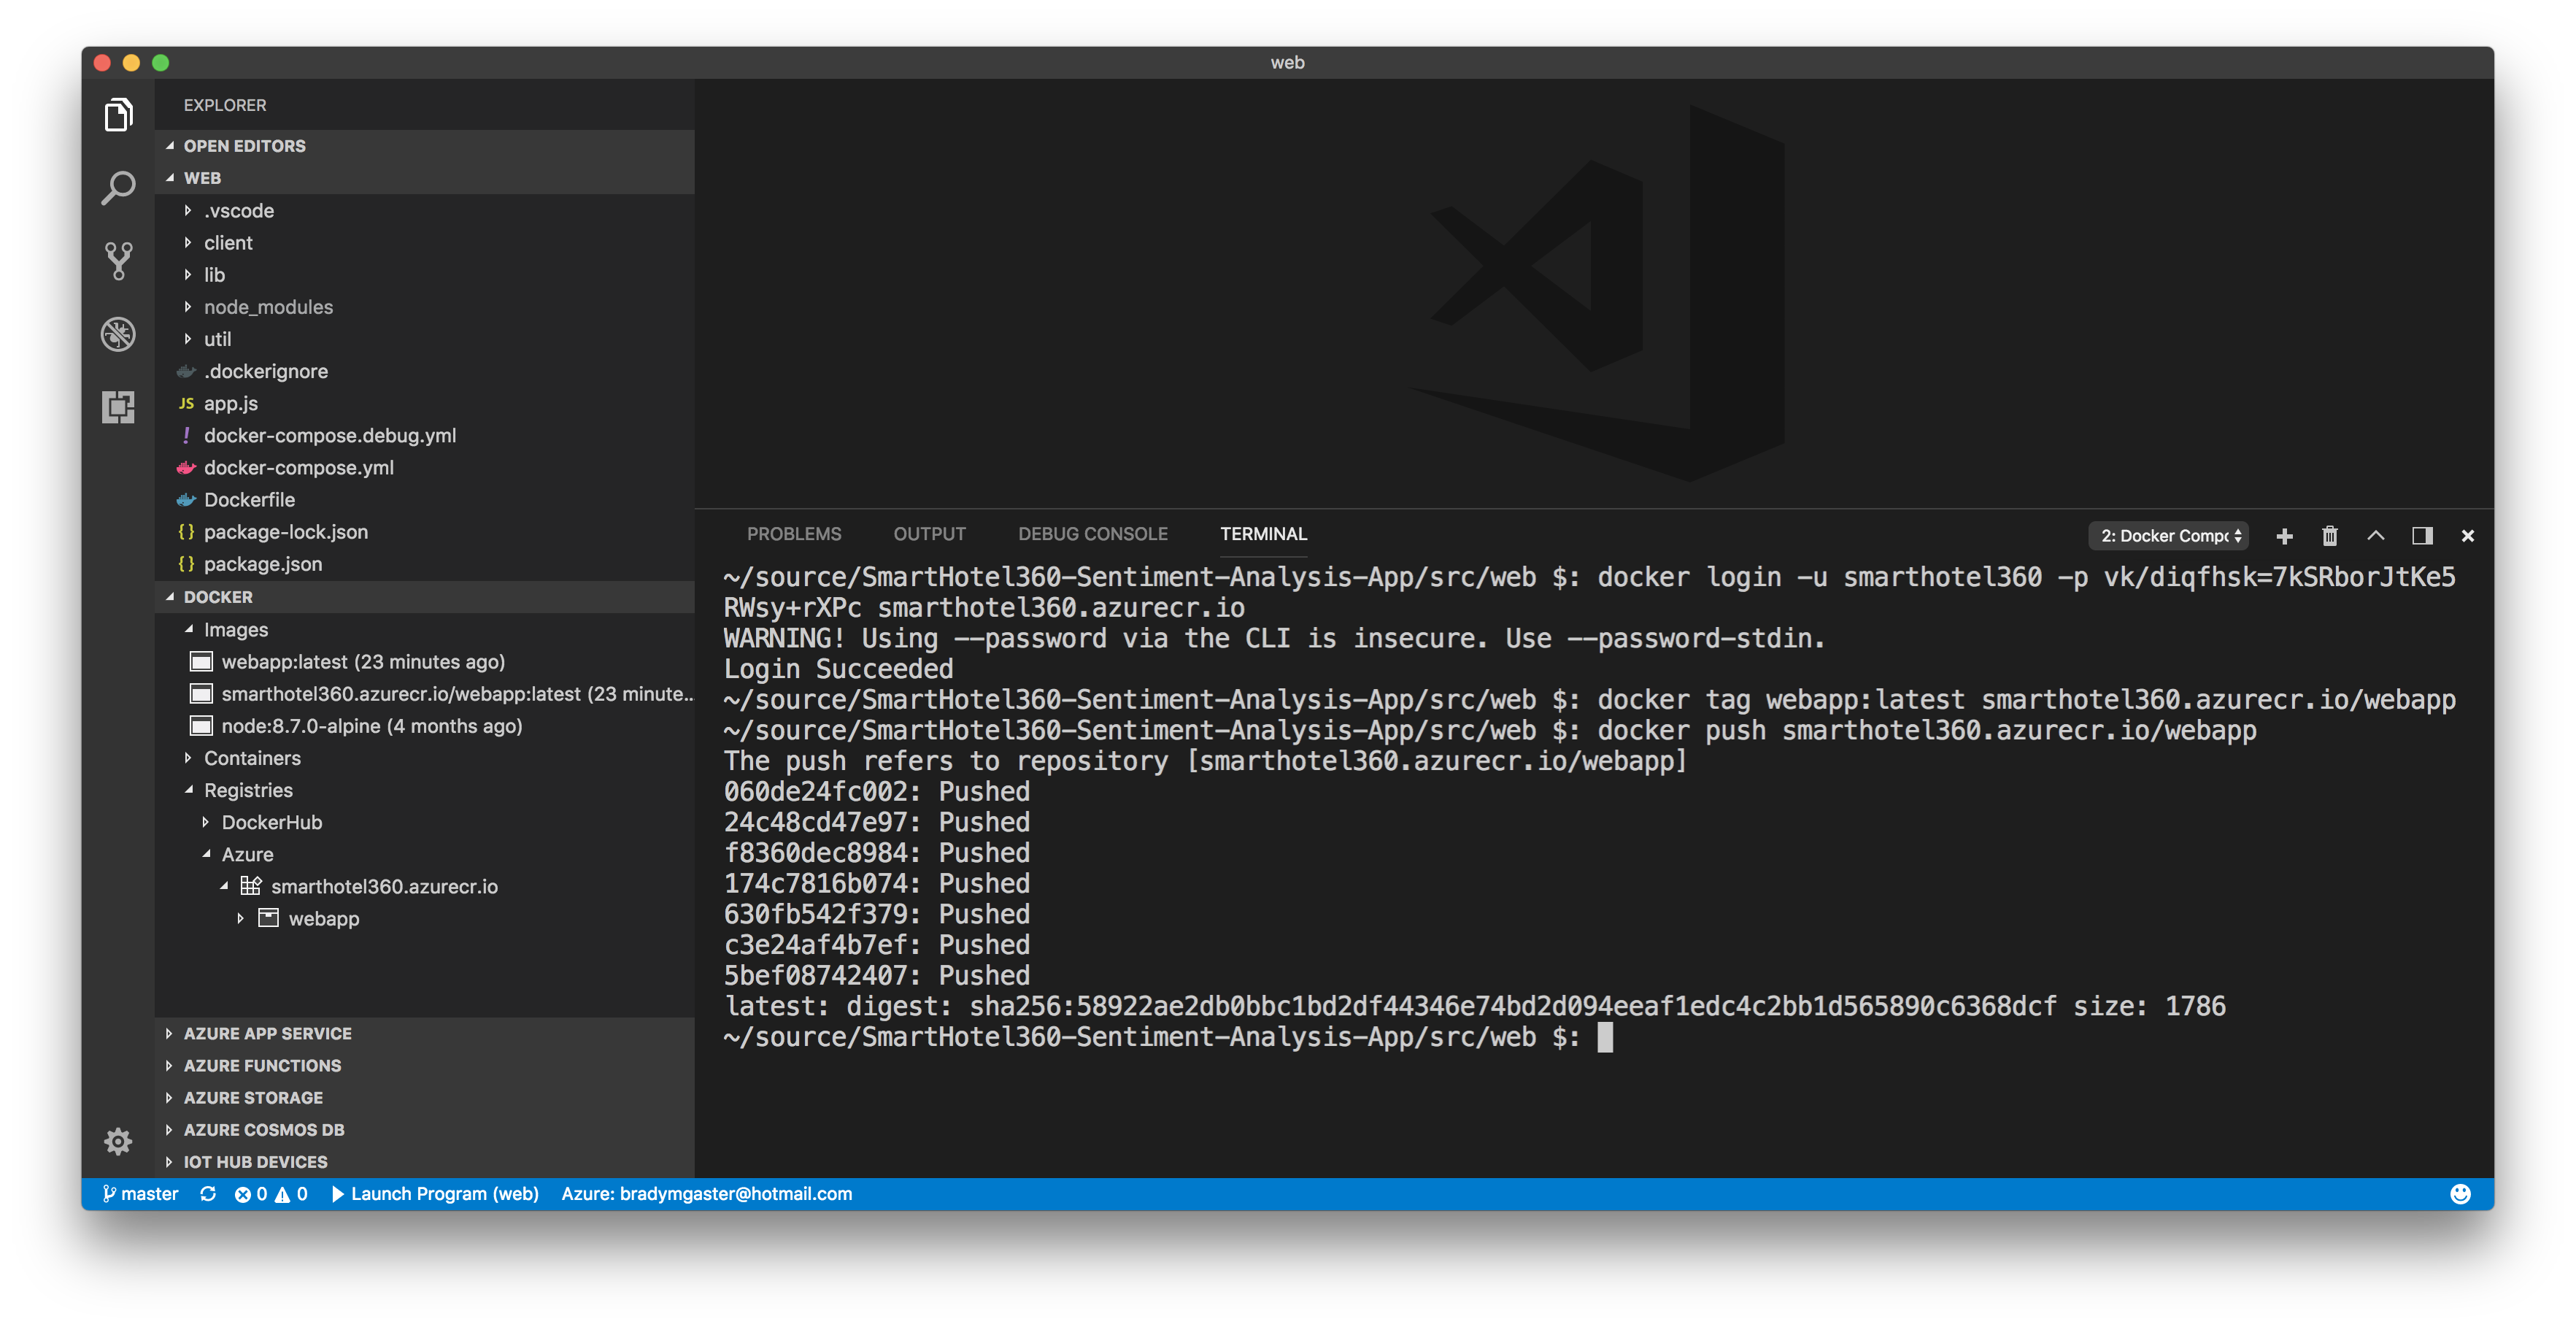 web
EXPLORER
OPEN EDITORS
WEB
.vscode
client
lib
node_modules
util
.dockerignore
JS app.js
! docker-compose.debug.yml
docker-compose.yml
Dockerfile
{} package-lock.json
{} package.json
DOCKER
Images
webapp:latest (23 minutes ago)
smarthotel360.azurecr.io/webapp:latest (23 minute...
node:8.7.0-alpine (4 months ago)
Containers
Registries
DockerHub
Azure
smarthotel360.azurecr.io
webapp
AZURE APP SERVICE
AZURE FUNCTIONS
AZURE STORAGE
AZURE COSMOS DB
IOT HUB DEVICES
PROBLEMS OUTPUT DEBUG CONSOLE TERMINAL 2: Docker Compo
~/source/SmartHotel360-Sentiment-Analysis-App/src/web $: docker login -u smarthotel360 -p vk/diqfhsk=7kSRborJtKe5
RWsy+rXPc smarthotel360.azurecr.io
WARNING! Using --password via the CLI is insecure. Use --password-stdin.
Login Succeeded
~/source/SmartHotel360-Sentiment-Analysis-App/src/web $: docker tag webapp:latest smarthotel360.azurecr.io/webapp
~/source/SmartHotel360-Sentiment-Analysis-App/src/web $: docker push smarthotel360.azurecr.io/webapp
The push refers to repository [smarthotel360.azurecr.io/webapp]
060de24fc002: Pushed
24c48cd47e97: Pushed
f8360dec8984: Pushed
174c7816b074: Pushed
630fb542f379: Pushed
c3e24af4b7ef: Pushed
5bef08742407: Pushed
latest: digest: sha256:58922ae2db0bbc1bd2df44346e74bd2d094eeaf1edc4c2bb1d565890c6368dcf size: 1786
~/source/SmartHotel360-Sentiment-Analysis-App/src/web $:
master 0 0 Launch Program (web) Azure: bradymgaster@hotmail.com